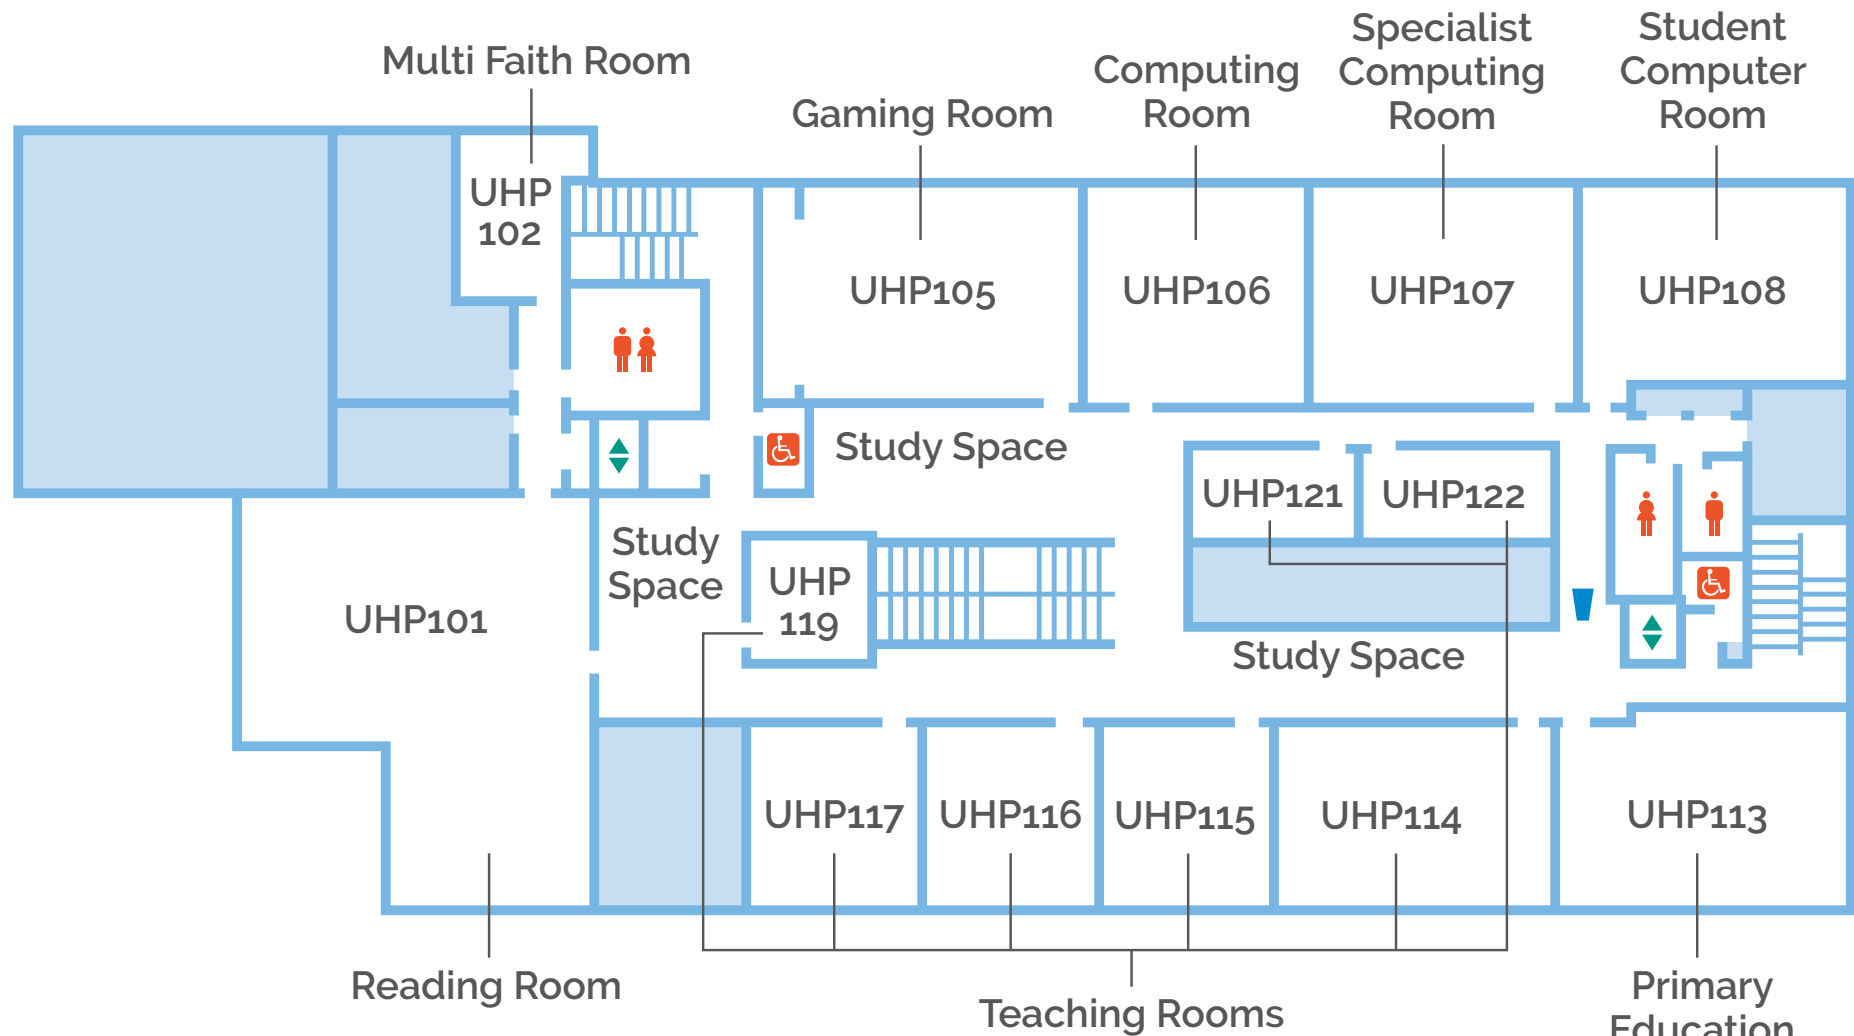 Multi Faith Room
Gaming Room
Computing
Room
Specialist
Computing
Room
Student
Computer
Room
UHP
102
UHP105
UHP106
UHP107
UHP108
Study Space
UHP121
UHP122
Study
Space
UHP
119
UHP101
Study Space
UHP117
UHP116
UHP115
UHP114
UHP113
Reading Room
Teaching Rooms
Primary
Education